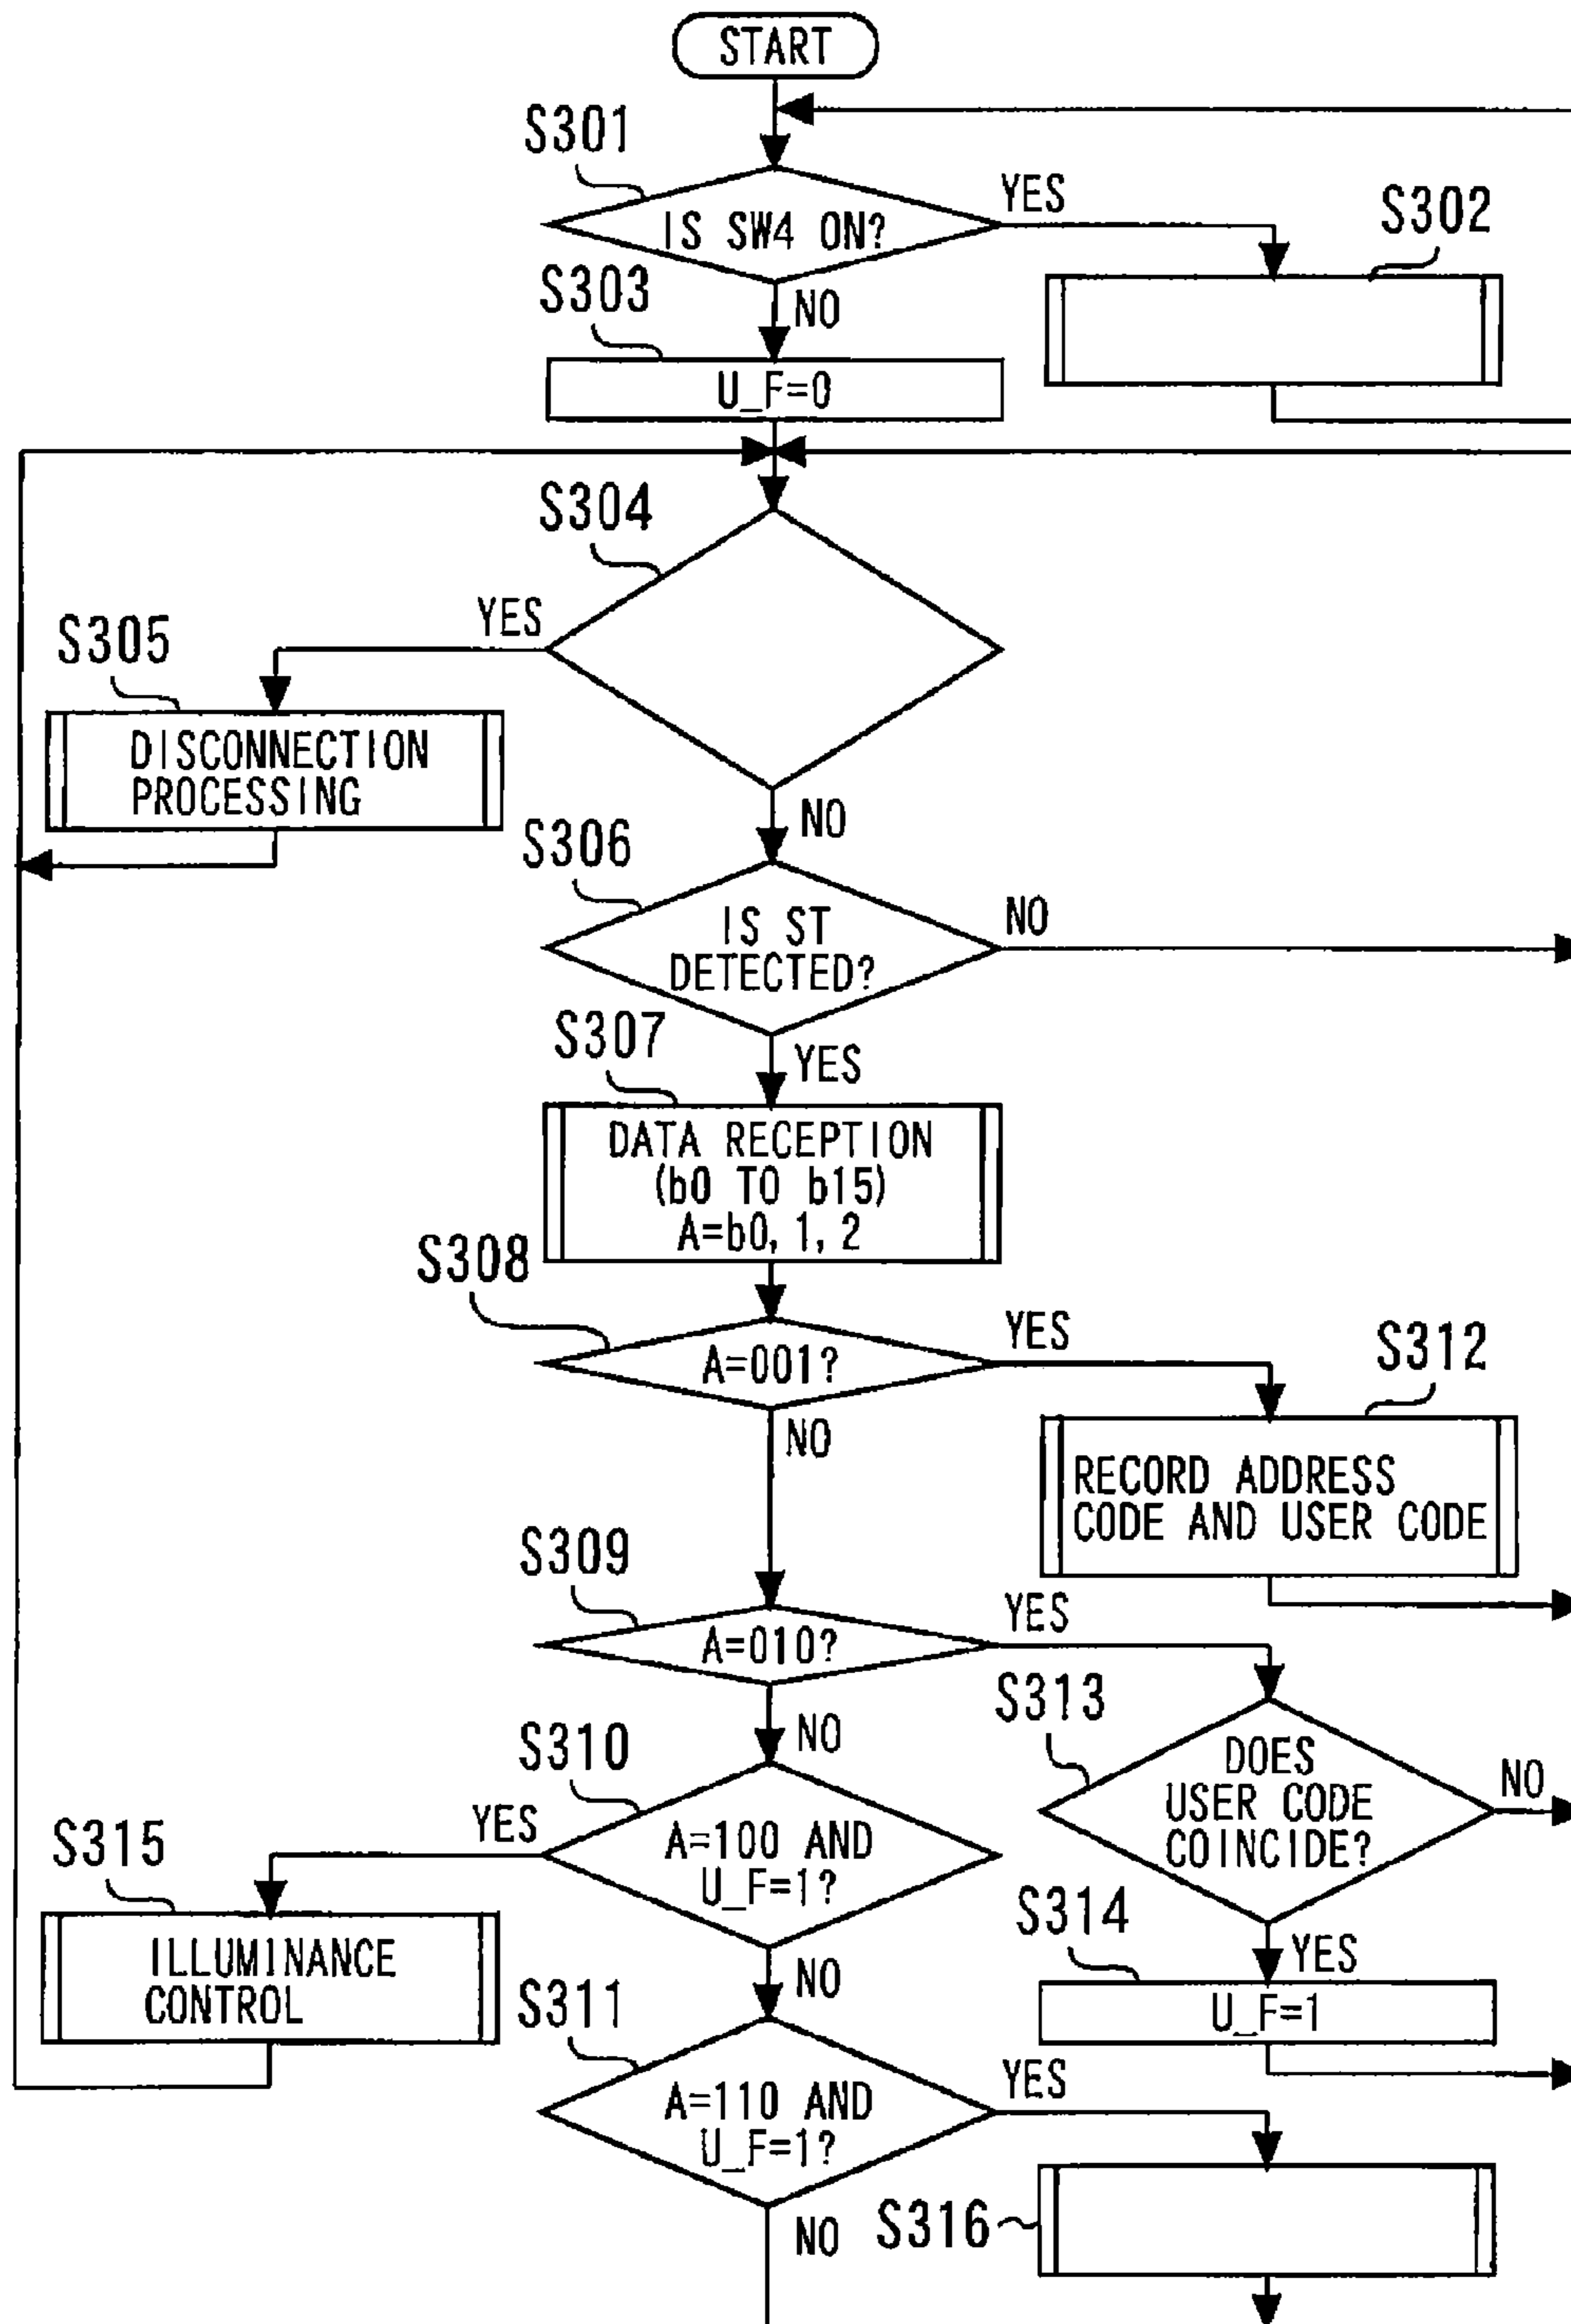 START
S301
IS SW4 ON?
YES
S302
NO
S303
U_F=0
S304
YES
S305
DISCONNECTION
PROCESSING
NO
S306
IS ST
DETECTED?
NO
S307
YES
DATA RECEPTION
(b0 TO b15)
A=b0, 1, 2
S308
A=001?
YES
S312
NO
RECORD ADDRESS
CODE AND USER CODE
S309
A=010?
YES
S313
NO
DOES
USER CODE
COINCIDE?
NO
S310
YES
A=100 AND
U_F=1?
S315
ILLUMINANCE
CONTROL
S314
YES
U_F=1
NO
S311
A=110 AND
U_F=1?
YES
S316
NO